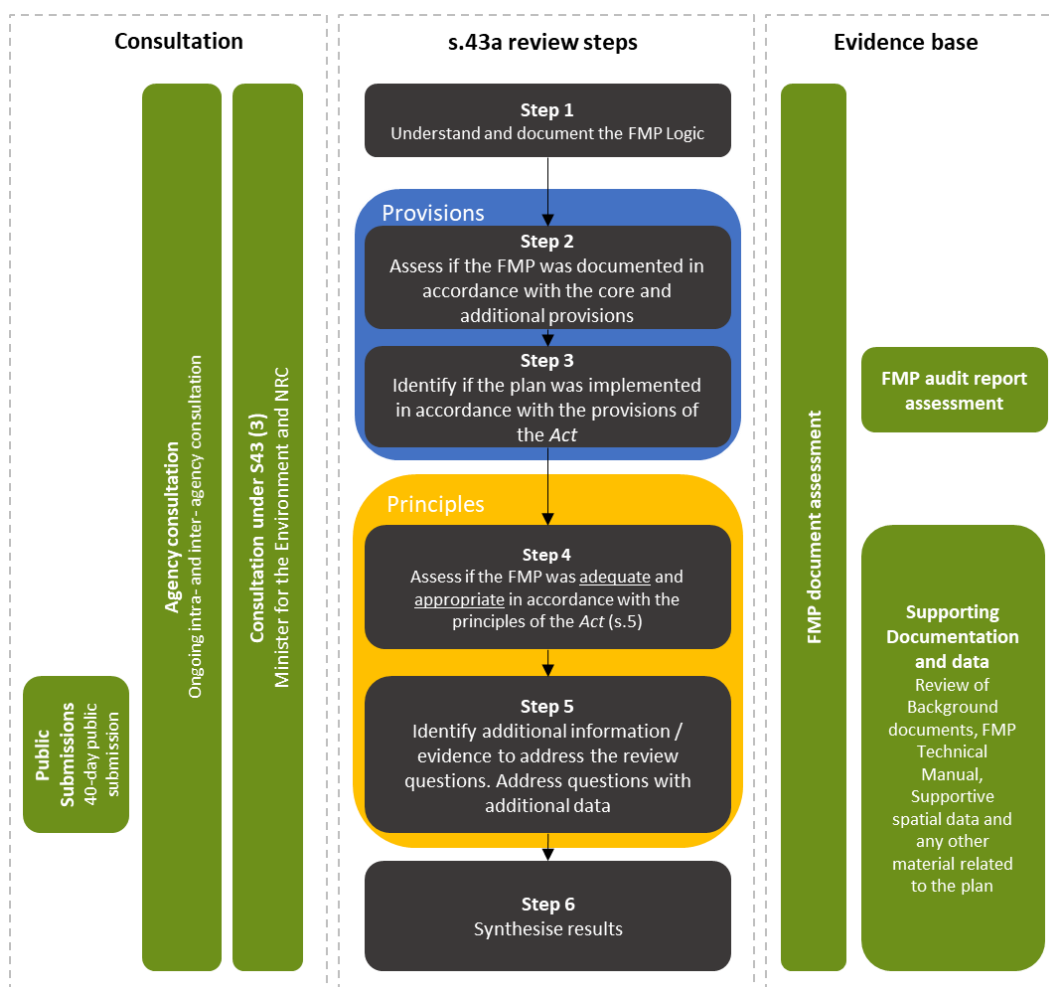 Consultation
Public
Submissions
40-day public
submission
Agency consultation
Ongoing intra- and inter- agency consultation
Consultation under S43 (3)
Minister for the Environment and NRC
s.43a review steps
Step 1
Understand and document the FMP Logic
Provisions
Step 2
Assess if the FMP was documented in
accordance with the core and
additional provisions
Step 3
Identify if the plan was implemented
in accordance with the provisions of
the Act
Principles
Step 4
Assess if the FMP was adequate and
appropriate in accordance with the
principles of the Act (s.5)
Step 5
Identify additional information /
evidence to address the review
questions. Address questions with
additional data
Step 6
Synthesise results
Evidence base
FMP document assessment
FMP audit report
assessment
Supporting
Documentation
and data
Review of
Background
documents, FMP
Technical
Manual,
Supportive
spatial data and
any other
material related
to the plan